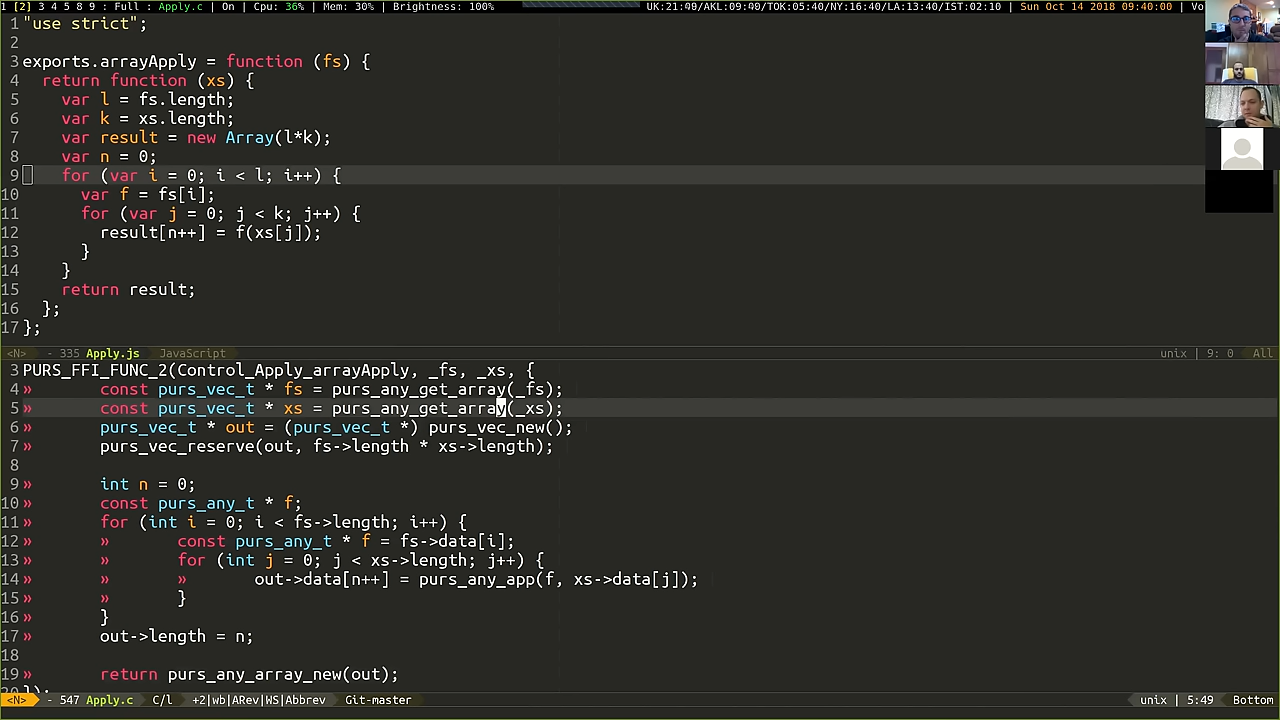 [1] [2] 3 4 5 8 9 : Full : Apply.c | On | Cpu: 36% | Mem: 30% | Brightness: 100% UK:21:40/AKL:09:40/TOK:05:40/NY:16:40/LA:13:40/IST:02:10 | Sun Oct 14 2018 09:40:00 | Vo
1 "use strict";
2
3 exports.arrayApply = function (fs) {
4 return function (xs) {
5 var l = fs.length;
6 var k = xs.length;
7 var result = new Array(l*k);
8 var n = 0;
9 for (var i = 0; i < l; i++) {
10 var f = fs[i];
11 for (var j = 0; j < k; j++) {
12 result[n++] = f(xs[j]);
13 }
14 }
15 return result;
16 };
17 };
<N> - 335 Apply.js JavaScript unix | 9: 0 All
3 PURS_FFI_FUNC_2(Control_Apply_arrayApply, _fs, _xs, {
4 » const purs_vec_t * fs = purs_any_get_array(_fs);
5 » const purs_vec_t * xs = purs_any_get_array(_xs);
6 » purs_vec_t * out = (purs_vec_t *) purs_vec_new();
7 » purs_vec_reserve(out, fs->length * xs->length);
8
9 » int n = 0;
10 » const purs_any_t * f;
11 » for (int i = 0; i < fs->length; i++) {
12 » » const purs_any_t * f = fs->data[i];
13 » » for (int j = 0; j < xs->length; j++) {
14 » » » out->data[n++] = purs_any_app(f, xs->data[j]);
15 » » }
16 » }
17 » out->length = n;
18
19 » return purs_any_array_new(out);
20 });
<N> - 547 Apply.c C/l +2|wb|ARev|WS|Abbrev Git-master unix | 5:49 Bottom